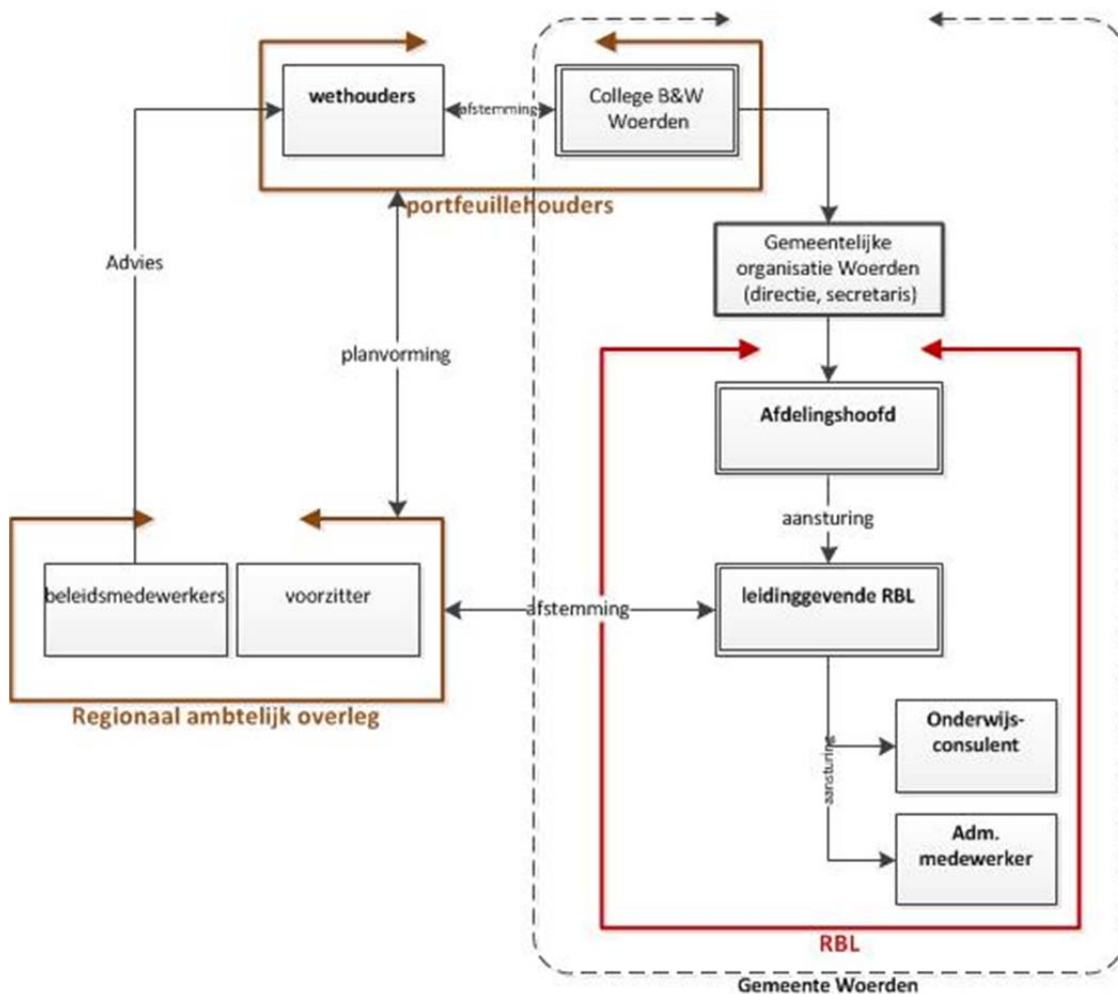 wethouders
afstemming
College B&W
Woerden
portfeuillehouders
Advies
Gemeentelijke
organisatie Woerden
(directie, secretaris)
planvorming
Afdelingshoofd
aansturing
beleidsmedewerkers
voorzitter
afstemming
leidinggevende RBL
Regionaal ambtelijk overleg
Onderwijs-
consulent
aansturing
Adm.
medewerker
RBL
Gemeente Woerden